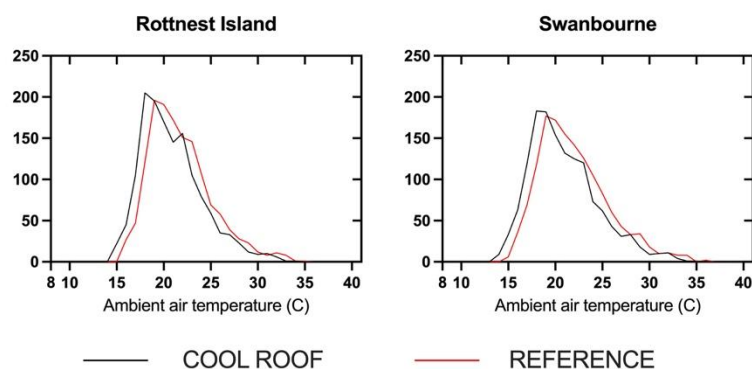 Rottnest Island
250
200
150
100
50
0
8 10 15 20 25 30 35 40
Ambient air temperature (C)
Swanbourne
250
200
150
100
50
0
8 10 15 20 25 30 35 40
Ambient air temperature (C)
COOL ROOF REFERENCE